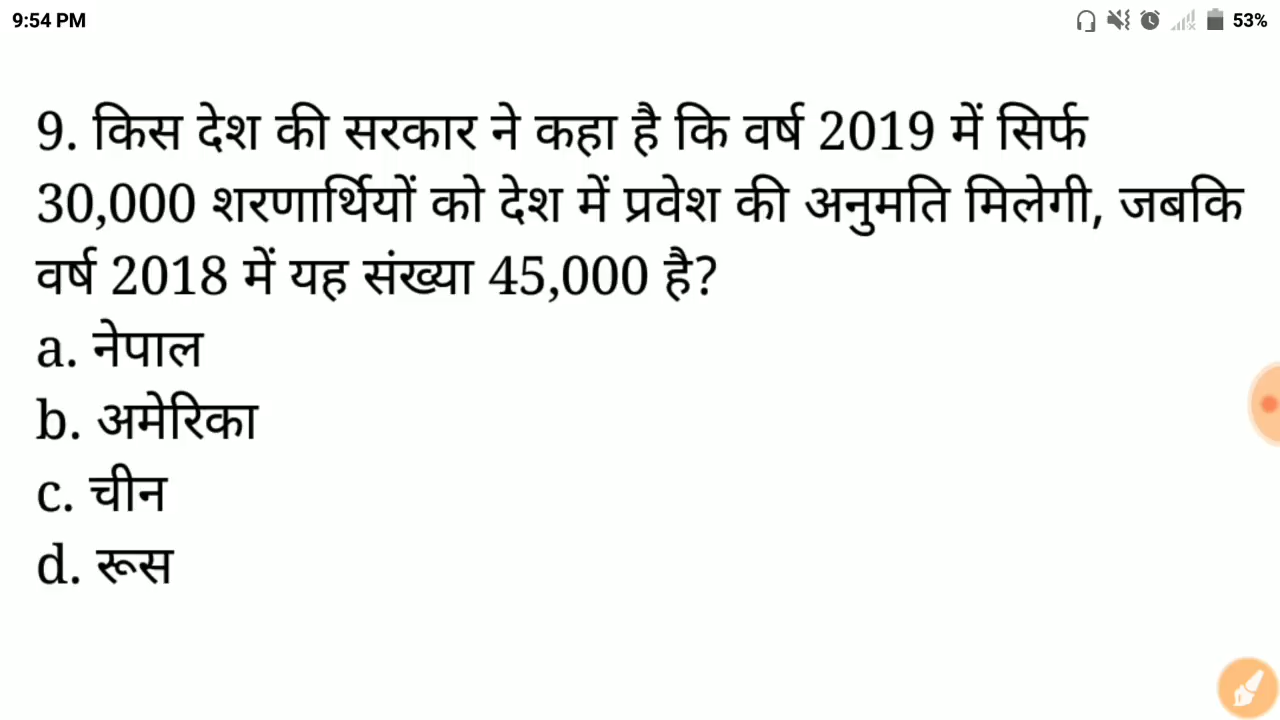 9:54 PM
53%
9. किस देश की सरकार ने कहा है कि वर्ष 2019 में सिर्फ
30,000 शरणार्थियों को देश में प्रवेश की अनुमति मिलेगी, जबकि
वर्ष 2018 में यह संख्या 45,000 है?
a. नेपाल
b. अमेरिका
c. चीन
d. रूस